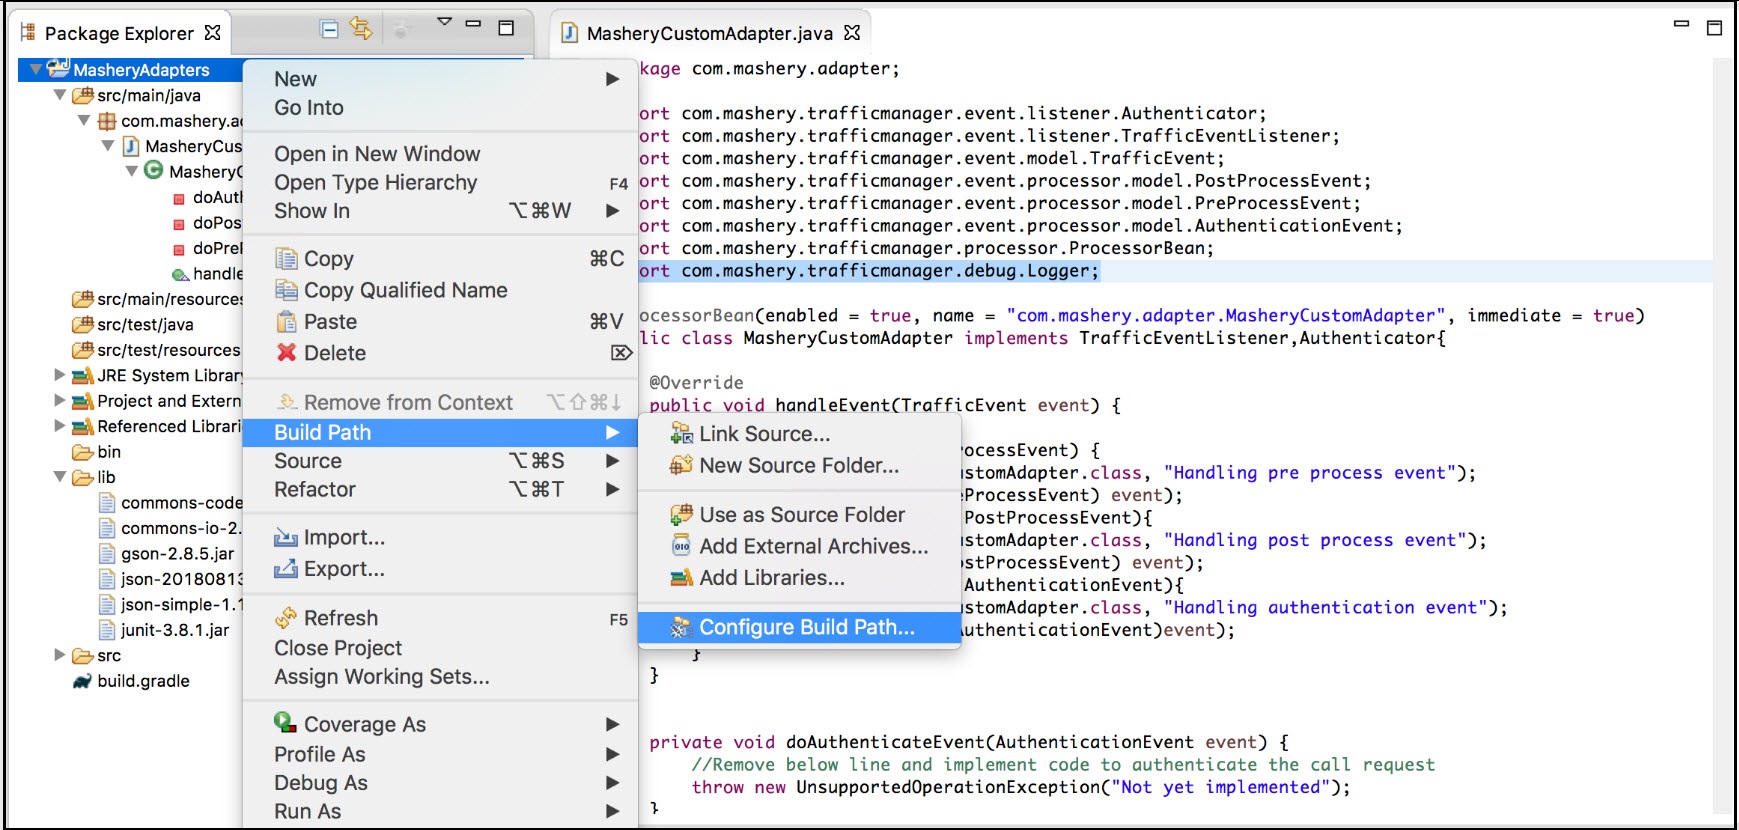 Package Explorer
MasheryCustomAdapter.java
MasheryAdapters
src/main/java
com.mashery.ad
MasheryCus
MasheryC
doAut
doPos
doPre
handle
src/main/resources
src/test/java
src/test/resources
JRE System Library
Project and Extern
Referenced Librari
bin
lib
commons-code
commons-io-2.
gson-2.8.5.jar
json-20180813
json-simple-1.1
junit-3.8.1.jar
src
build.gradle
New
Go Into
Open in New Window
Open Type Hierarchy F4
Show In ⌥⌘W
Copy ⌘C
Copy Qualified Name
Paste ⌘V
Delete ⌦
Remove from Context ⌥⇧⌘↓
Build Path
Source ⌥⌘S
Refactor ⌥⌘T
Import...
Export...
Refresh F5
Close Project
Assign Working Sets...
Coverage As
Profile As
Debug As
Run As
Link Source...
New Source Folder...
Use as Source Folder
Add External Archives...
Add Libraries...
Configure Build Path...
kage com.mashery.adapter;
ort com.mashery.trafficmanager.event.listener.Authenticator;
ort com.mashery.trafficmanager.event.listener.TrafficEventListener;
ort com.mashery.trafficmanager.event.model.TrafficEvent;
ort com.mashery.trafficmanager.event.processor.model.PostProcessEvent;
ort com.mashery.trafficmanager.event.processor.model.PreProcessEvent;
ort com.mashery.trafficmanager.event.processor.model.AuthenticationEvent;
ort com.mashery.trafficmanager.processor.ProcessorBean;
ort com.mashery.trafficmanager.debug.Logger;
ocessorBean(enabled = true, name = "com.mashery.adapter.MasheryCustomAdapter", immediate = true)
lic class MasheryCustomAdapter implements TrafficEventListener,Authenticator{
@Override
public void handleEvent(TrafficEvent event) {
ocessEvent) {
ustomAdapter.class, "Handling pre process event");
eProcessEvent) event);
PostProcessEvent){
ustomAdapter.class, "Handling post process event");
ostProcessEvent) event);
AuthenticationEvent){
ustomAdapter.class, "Handling authentication event");
uthenticationEvent)event);
}
}
private void doAuthenticateEvent(AuthenticationEvent event) {
//Remove below line and implement code to authenticate the call request
throw new UnsupportedOperationException("Not yet implemented");
}